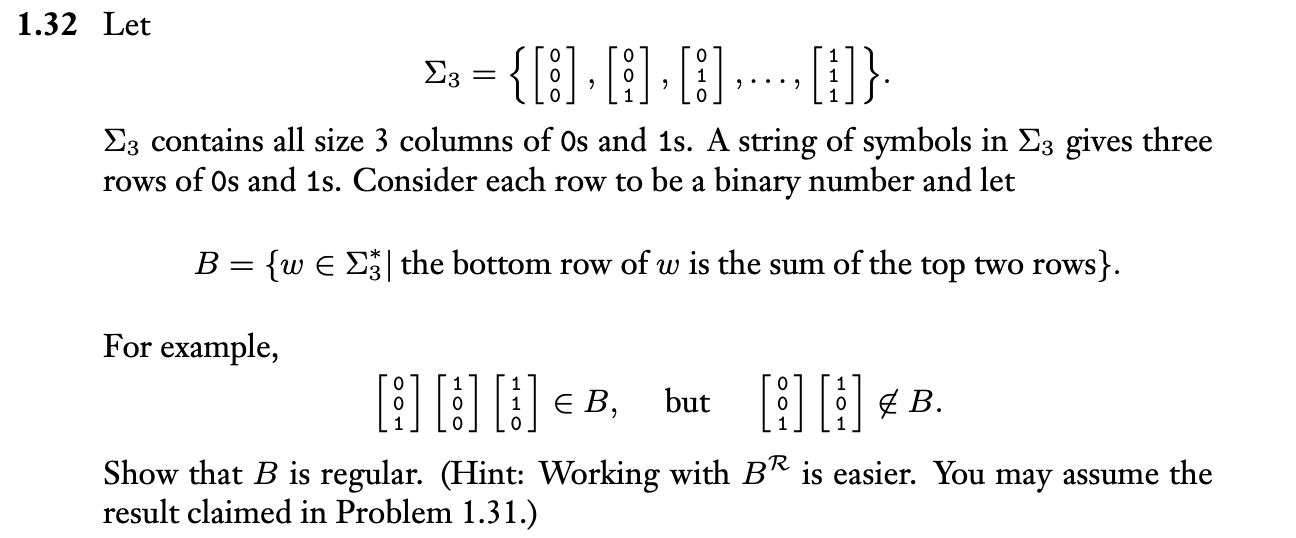 1.32 Let
Σ₃ = {[0 0 0], [0 0 1], [0 1 0], ..., [1 1 1]}.
Σ₃ contains all size 3 columns of 0s and 1s. A string of symbols in Σ₃ gives three
rows of 0s and 1s. Consider each row to be a binary number and let
B = {w ∈ Σ₃*| the bottom row of w is the sum of the top two rows}.
For example,
[0 0 1] [1 0 0] [1 1 0] ∈ B, but [0 0 1] [1 0 1] ∉ B.
Show that B is regular. (Hint: Working with Bᴿ is easier. You may assume the
result claimed in Problem 1.31.)